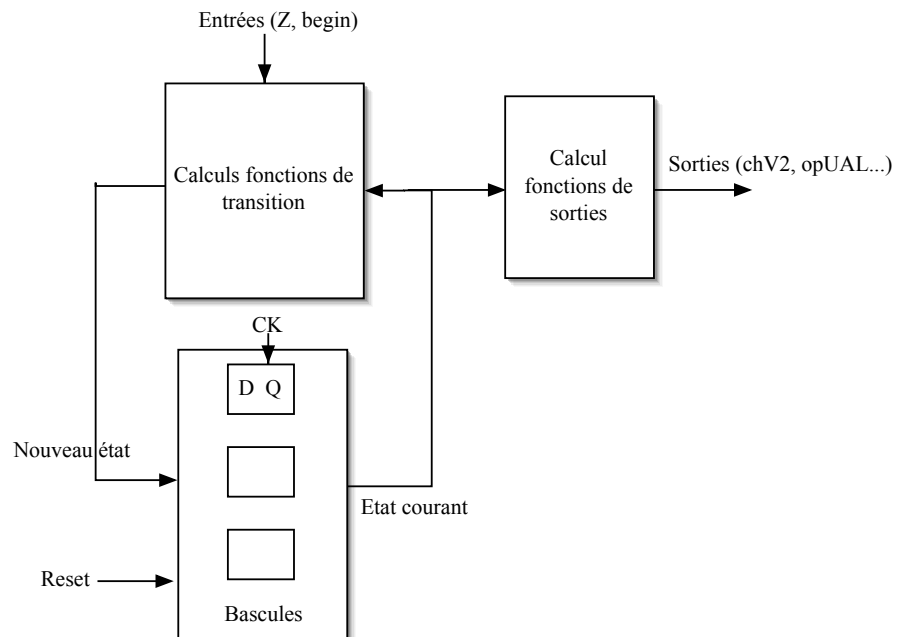 Entrées (Z, begin)
Calculs fonctions de
transition
Calcul
fonctions de
sorties
Sorties (chV2, opUAL...)
CK
D Q
Nouveau état
Etat courant
Reset
Bascules